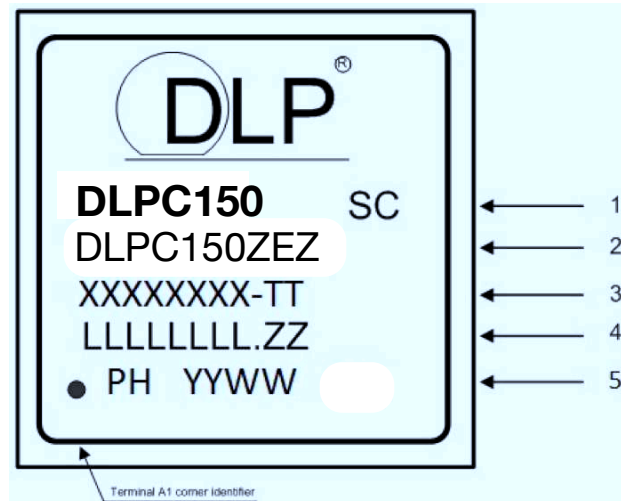 DLP®
DLPC150 SC 1
DLPC150ZEZ 2
XXXXXXXX-TT 3
LLLLLLLL.ZZ 4
PH YYWW 5
Terminal A1 corner identifier